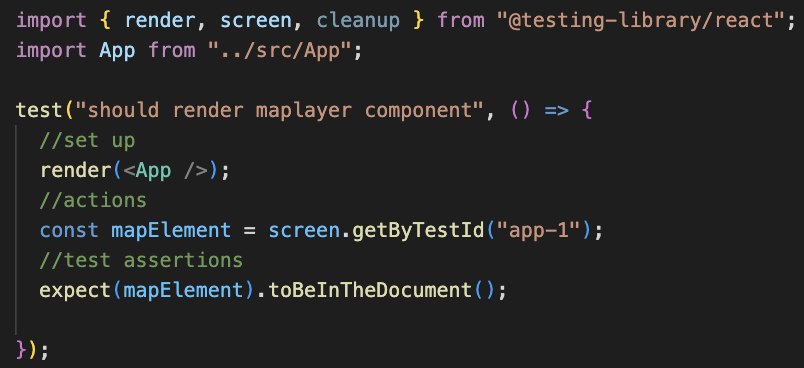 import { render, screen, cleanup } from "@testing-library/react";
import App from "../src/App";
test("should render maplayer component", () => {
//set up
render(<App />);
//actions
const mapElement = screen.getByTestId("app-1");
//test assertions
expect(mapElement).toBeInTheDocument();
});